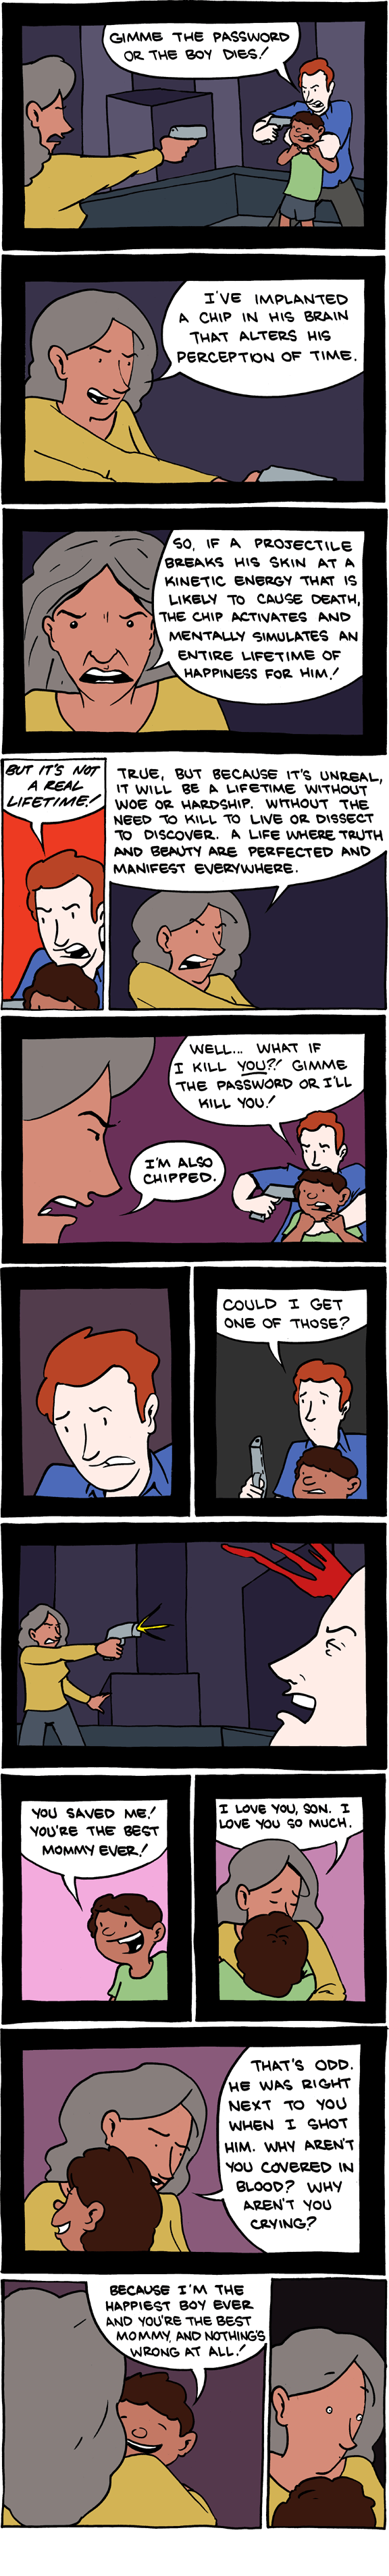 GIMME THE PASSWORD
OR THE BOY DIES!
I'VE IMPLANTED
A CHIP IN HIS BRAIN
THAT ALTERS HIS
PERCEPTION OF TIME.
SO, IF A PROJECTILE
BREAKS HIS SKIN AT A
KINETIC ENERGY THAT IS
LIKELY TO CAUSE DEATH,
THE CHIP ACTIVATES AND
MENTALLY SIMULATES AN
ENTIRE LIFETIME OF
HAPPINESS FOR HIM!
BUT IT'S NOT
A REAL
LIFETIME!
TRUE, BUT BECAUSE IT'S UNREAL,
IT WILL BE A LIFETIME WITHOUT
WOE OR HARDSHIP. WITHOUT THE
NEED TO KILL TO LIVE OR DISSECT
TO DISCOVER. A LIFE WHERE TRUTH
AND BEAUTY ARE PERFECTED AND
MANIFEST EVERYWHERE.
WELL... WHAT IF
I KILL YOU?! GIMME
THE PASSWORD OR I'LL
KILL YOU!
I'M ALSO
CHIPPED.
COULD I GET
ONE OF THOSE?
YOU SAVED ME!
YOU'RE THE BEST
MOMMY EVER!
I LOVE YOU, SON. I
LOVE YOU SO MUCH.
THAT'S ODD.
HE WAS RIGHT
NEXT TO YOU
WHEN I SHOT
HIM. WHY AREN'T
YOU COVERED IN
BLOOD? WHY
AREN'T YOU
CRYING?
BECAUSE I'M THE
HAPPIEST BOY EVER
AND YOU'RE THE BEST
MOMMY, AND NOTHING'S
WRONG AT ALL!